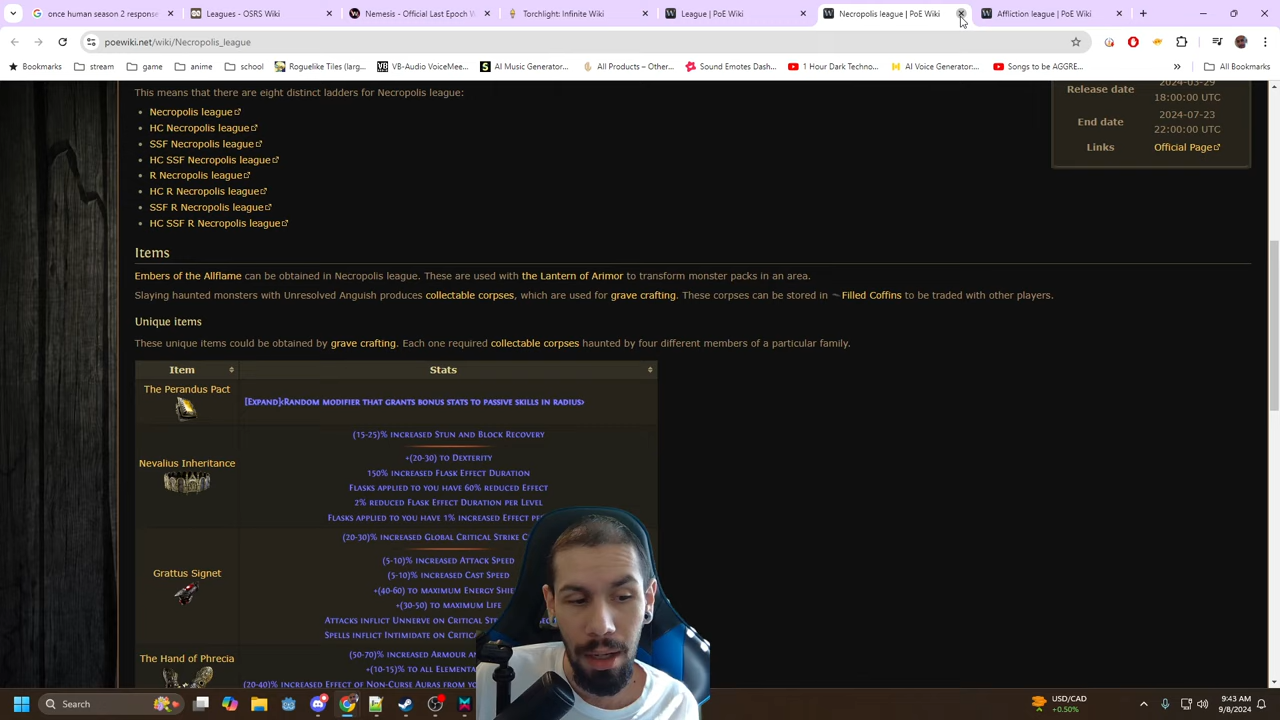 once human season 2 response
Leagues - OSRS Wiki
Nemesis - Official Last Epoch W
Torchlight: Infinite Wiki
League | PoE Wiki
Necropolis league | PoE Wiki
Affliction league | PoE Wiki
poewiki.net/wiki/Necropolis_league
Bookmarks
stream
game
anime
school
Roguelike Tiles (larg...
VB-Audio VoiceMee...
AI Music Generator...
All Products – Other...
Sound Emotes Dash...
1 Hour Dark Techno...
AI Voice Generator:...
Songs to be AGGRE...
»
All Bookmarks
This means that there are eight distinct ladders for Necropolis league:
Necropolis league
HC Necropolis league
SSF Necropolis league
HC SSF Necropolis league
R Necropolis league
HC R Necropolis league
SSF R Necropolis league
HC SSF R Necropolis league
Release date
2024-03-29
18:00:00 UTC
End date
2024-07-23
22:00:00 UTC
Links
Official Page
Items
Embers of the Allflame can be obtained in Necropolis league. These are used with the Lantern of Arimor to transform monster packs in an area.
Slaying haunted monsters with Unresolved Anguish produces collectable corpses, which are used for grave crafting. These corpses can be stored in Filled Coffins to be traded with other players.
Unique items
These unique items could be obtained by grave crafting. Each one required collectable corpses haunted by four different members of a particular family.
Item
Stats
The Perandus Pact
[Expand]<Random modifier that grants bonus stats to passive skills in radius>
Nevalius Inheritance
(15-25)% increased Stun and Block Recovery
+(20-30) to Dexterity
150% increased Flask Effect Duration
Flasks applied to you have 60% reduced Effect
2% reduced Flask Effect Duration per Level
Flasks applied to you have 1% increased Effect pe
Grattus Signet
(20-30)% increased Global Critical Strike C
(5-10)% increased Attack Speed
(5-10)% increased Cast Speed
+(40-60) to maximum Energy Shie
+(30-50) to maximum Life
Attacks inflict Unnerve on Critical St
Spells inflict Intimidate on Critica
The Hand of Phrecia
(50-70)% increased Armour a
+(10-15)% to all Elementa
(20-40)% increased Effect of Non-Curse Auras from yo
Search
USD/CAD
+0.50%
9:43 AM
9/8/2024